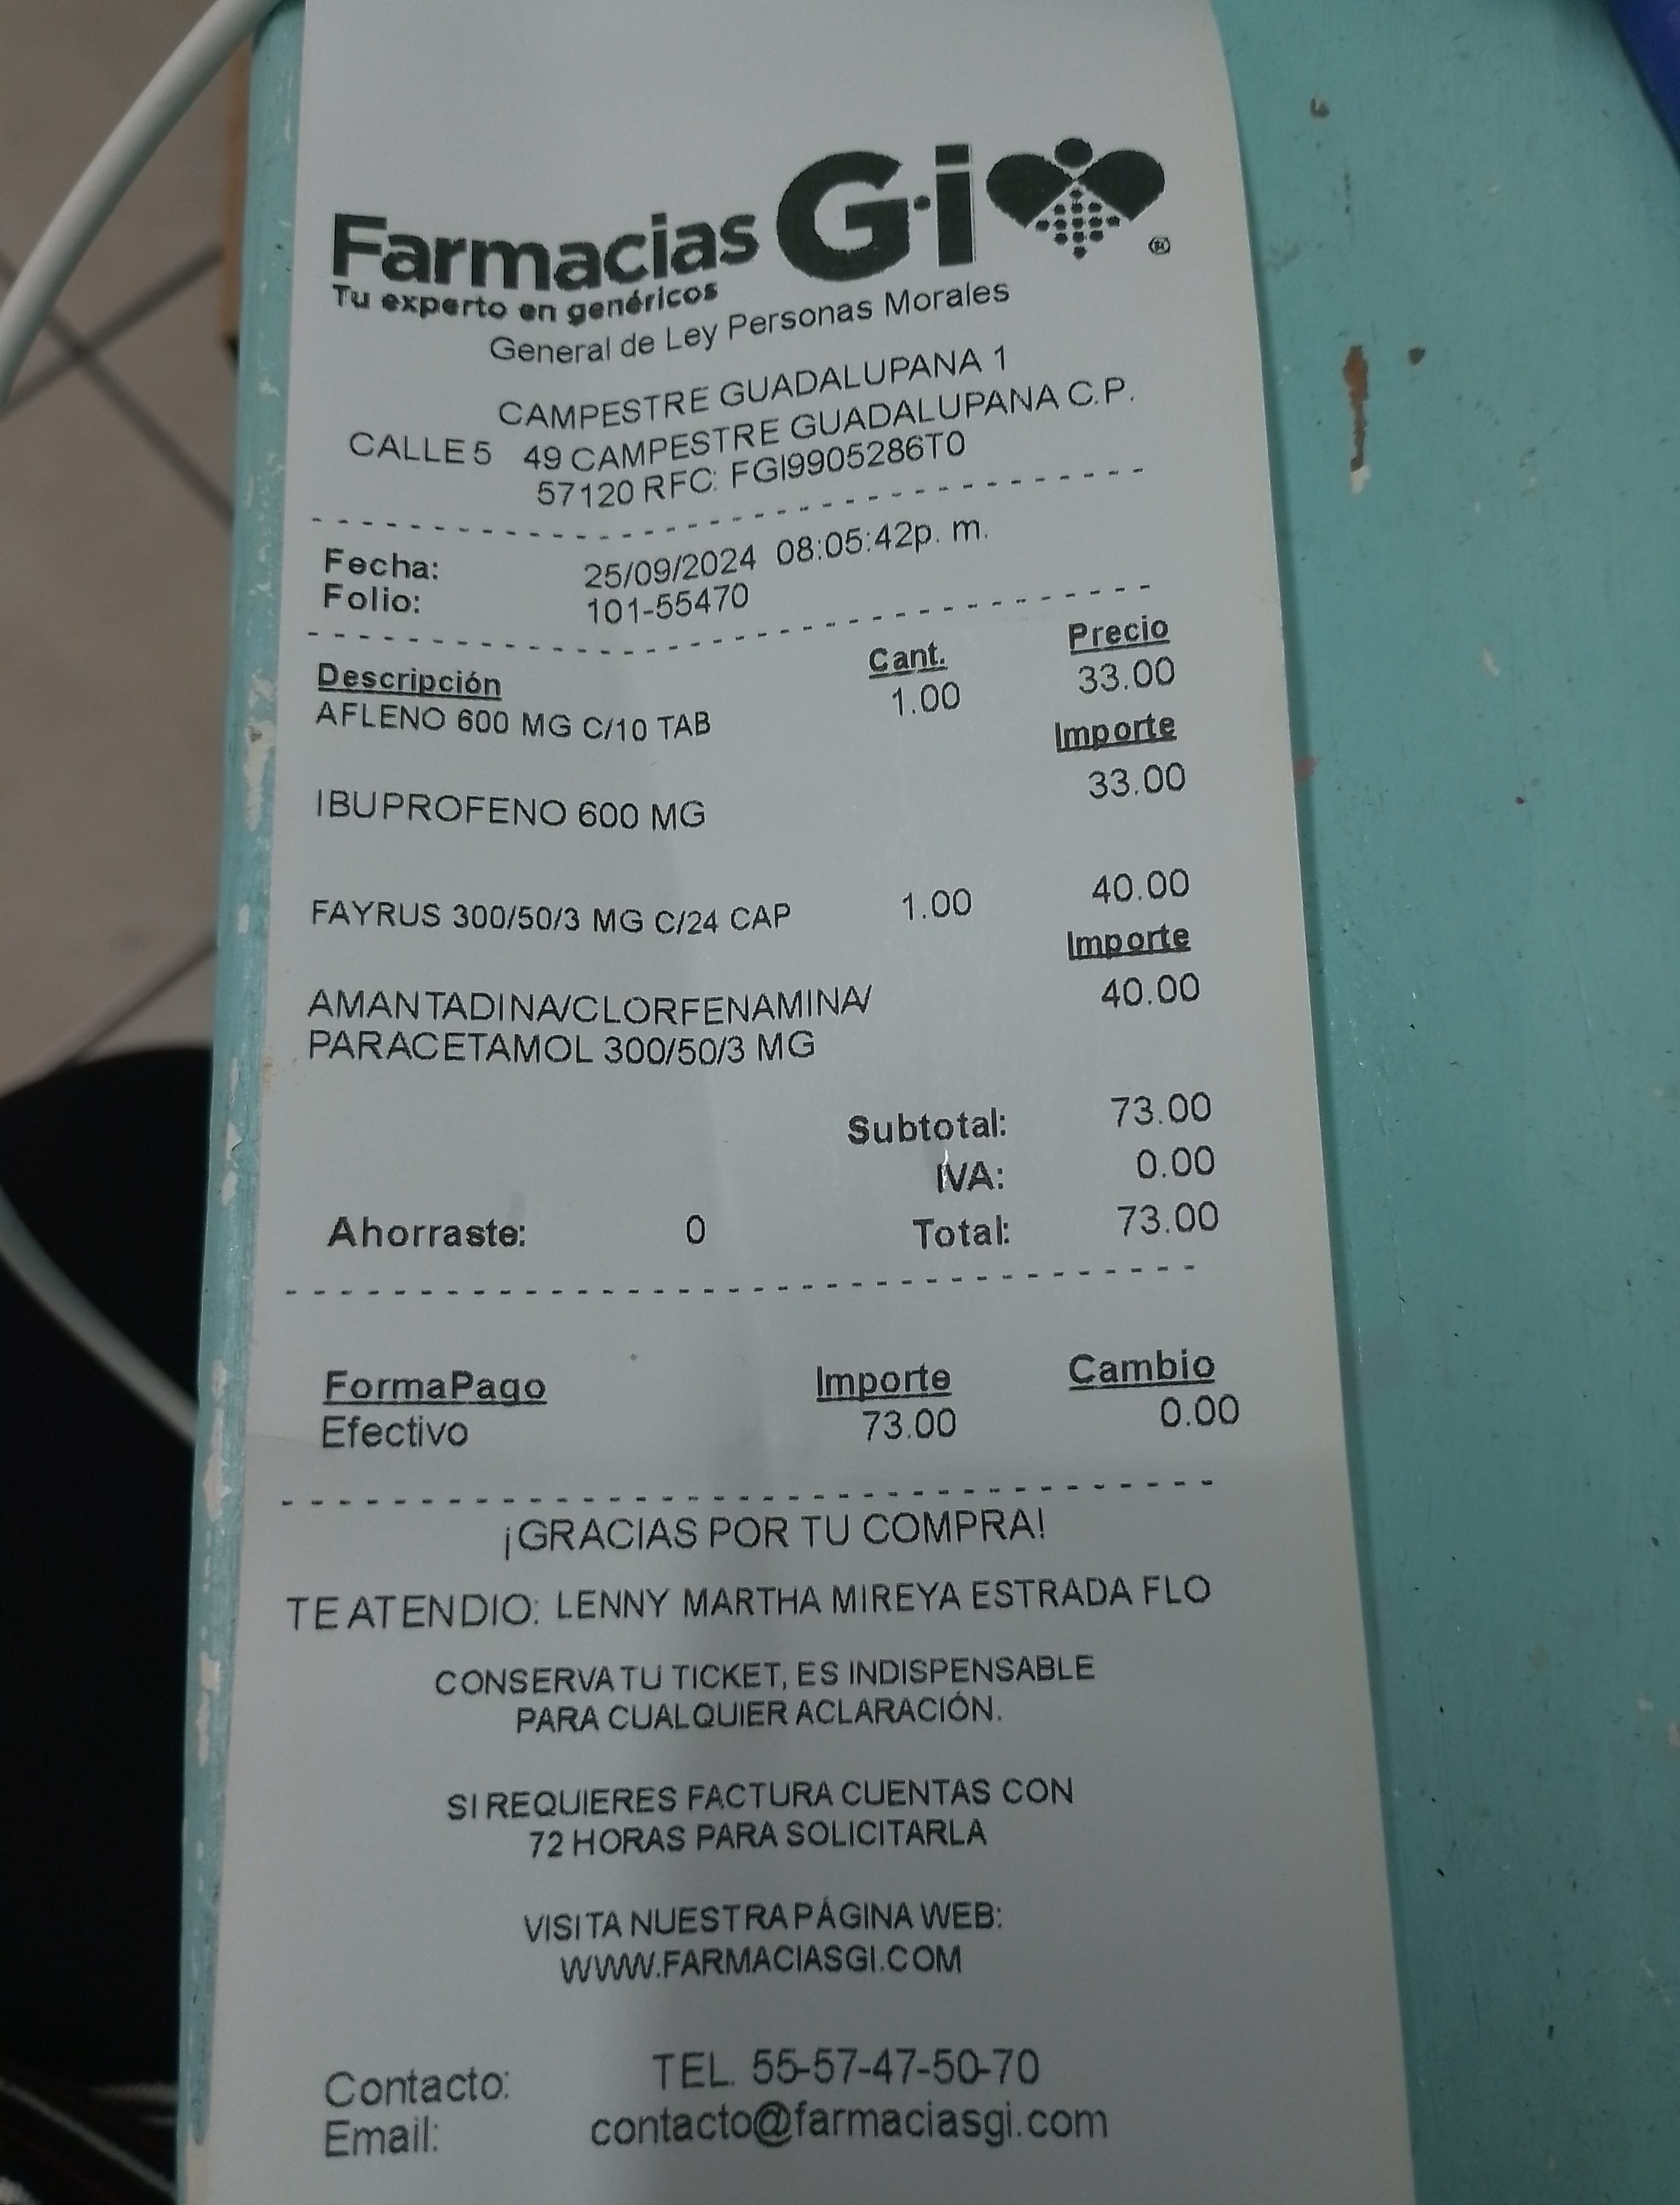 Farmacias G·i ®
Tu experto en genéricos
General de Ley Personas Morales
CAMPESTRE GUADALUPANA 1
CALLE 5 49 CAMPESTRE GUADALUPANA C.P.
57120 RFC: FGI9905286T0
Fecha: 25/09/2024 08:05:42p. m.
Folio: 101-55470
Descripción Cant. Precio
AFLENO 600 MG C/10 TAB 1.00 33.00
Importe
IBUPROFENO 600 MG 33.00
FAYRUS 300/50/3 MG C/24 CAP 1.00 40.00
Importe
AMANTADINA/CLORFENAMINA/ 40.00
PARACETAMOL 300/50/3 MG
Subtotal: 73.00
IVA: 0.00
Ahorraste: 0 Total: 73.00
FormaPago Importe Cambio
Efectivo 73.00 0.00
¡GRACIAS POR TU COMPRA!
TE ATENDIO: LENNY MARTHA MIREYA ESTRADA FLO
CONSERVA TU TICKET, ES INDISPENSABLE
PARA CUALQUIER ACLARACIÓN.
SI REQUIERES FACTURA CUENTAS CON
72 HORAS PARA SOLICITARLA
VISITA NUESTRA PÁGINA WEB:
WWW.FARMACIASGI.COM
Contacto: TEL. 55-57-47-50-70
Email: contacto@farmaciasgi.com